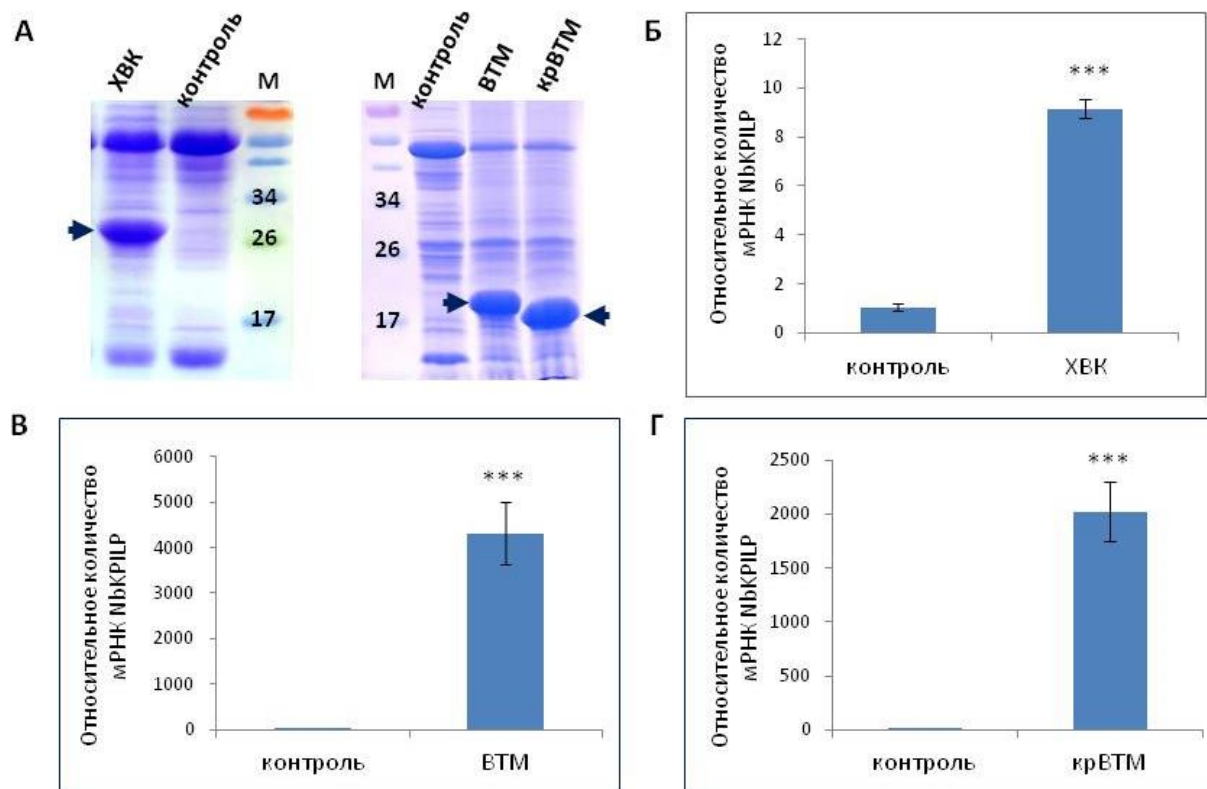 А
ХВК
контроль
М
34
26
17
М
контроль
ВТМ
крВТМ
34
26
17
Б
Относительное количество
мРНК NbKPILP
12
10
8
6
4
2
0
***
контроль
ХВК
В
Относительное количество
мРНК NbKPILP
6000
5000
4000
3000
2000
1000
0
***
контроль
ВТМ
Г
Относительное количество
мРНК NbKPILP
2500
2000
1500
1000
500
0
***
контроль
крВТМ